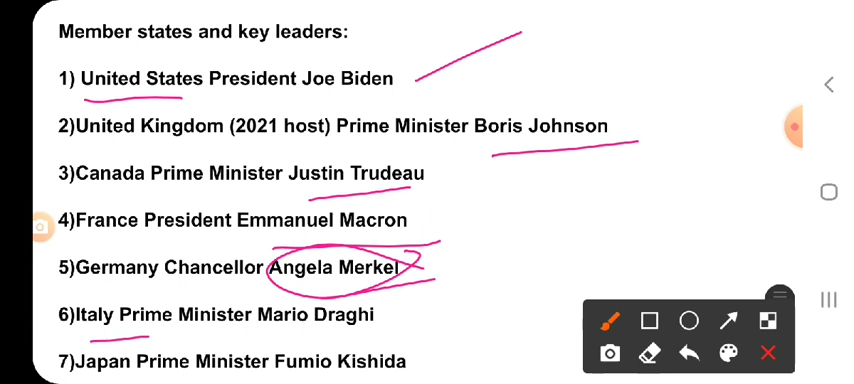 Member states and key leaders:
1) United States President Joe Biden
2)United Kingdom (2021 host) Prime Minister Boris Johnson
3)Canada Prime Minister Justin Trudeau
4)France President Emmanuel Macron
5)Germany Chancellor Angela Merkel
6)Italy Prime Minister Mario Draghi
7)Japan Prime Minister Fumio Kishida